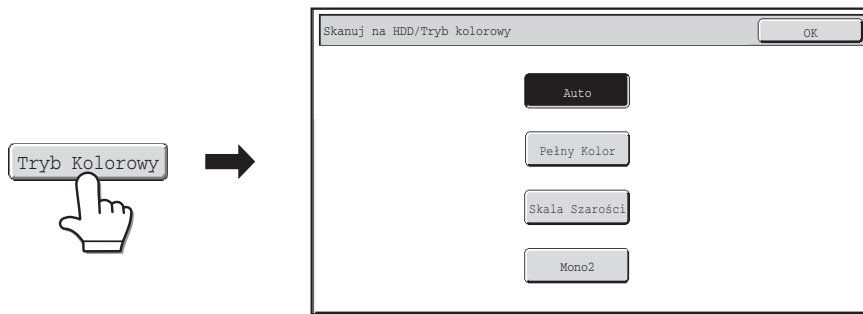 Skanuj na HDD/Tryb kolorowy
OK
Auto
Tryb Kolorowy
Pełny Kolor
Skala Szarości
Mono2